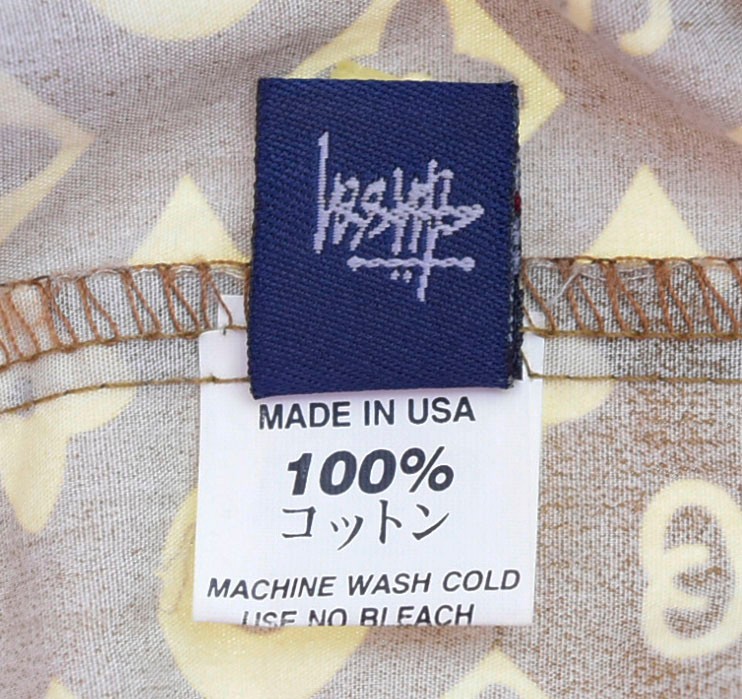 MADE IN USA
100%
コットン
MACHINE WASH COLD
USE NO BLEACH